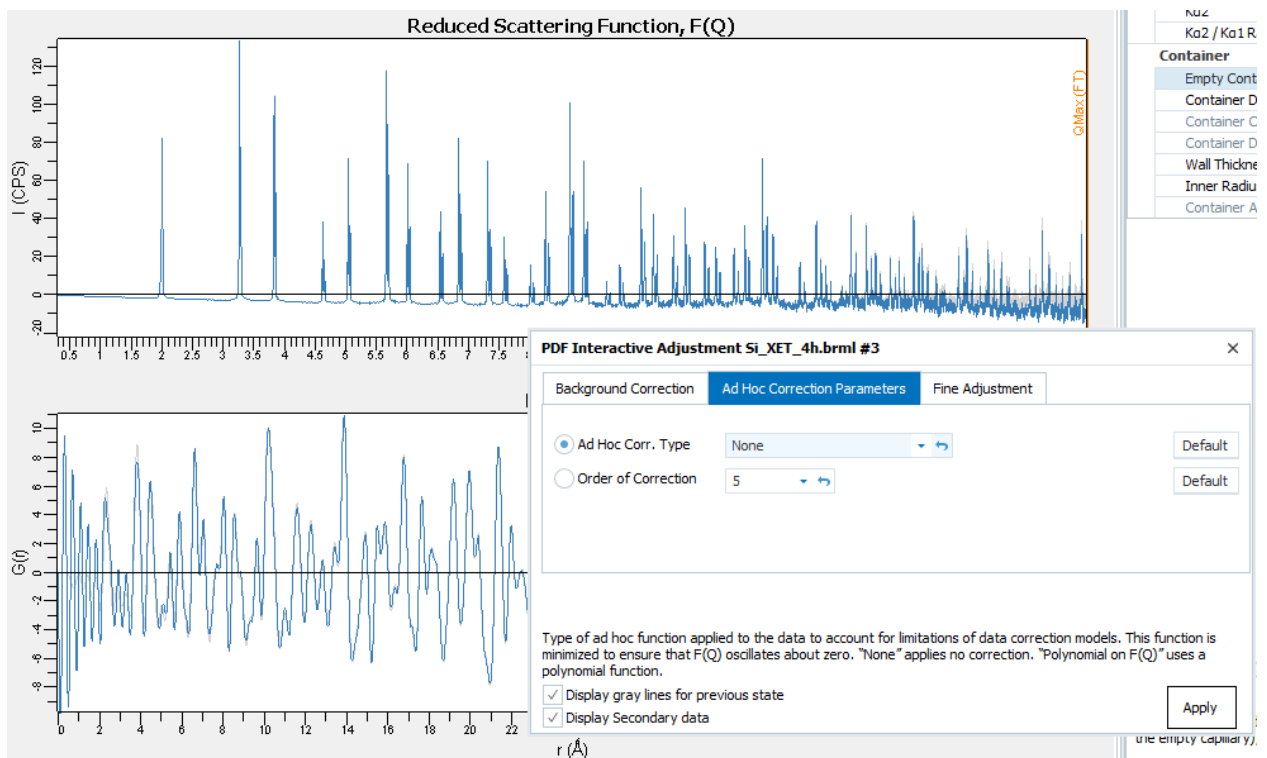 Reduced Scattering Function, F(Q)
I (CPS)
120
100
80
60
40
20
0
-20
QMax (FT)
0.5 1 1.5 2 2.5 3 3.5 4 4.5 5 5.5 6 6.5 7 7.5
Kα2
Kα2 / Kα1 R
Container
Empty Cont
Container D
Container C
Container D
Wall Thickne
Inner Radiu
Container A
G(r)
10
8
6
4
2
0
-2
-4
-6
-8
0 2 4 6 8 10 12 14 16 18 20 22
r (Å)
PDF Interactive Adjustment Si_XET_4h.brml #3
Background Correction
Ad Hoc Correction Parameters
Fine Adjustment
Ad Hoc Corr. Type None Default
Order of Correction 5 Default
Type of ad hoc function applied to the data to account for limitations of data correction models. This function is
minimized to ensure that F(Q) oscillates about zero. "None" applies no correction. "Polynomial on F(Q)" uses a
polynomial function.
Display gray lines for previous state
Display Secondary data
Apply
the empty capillary),